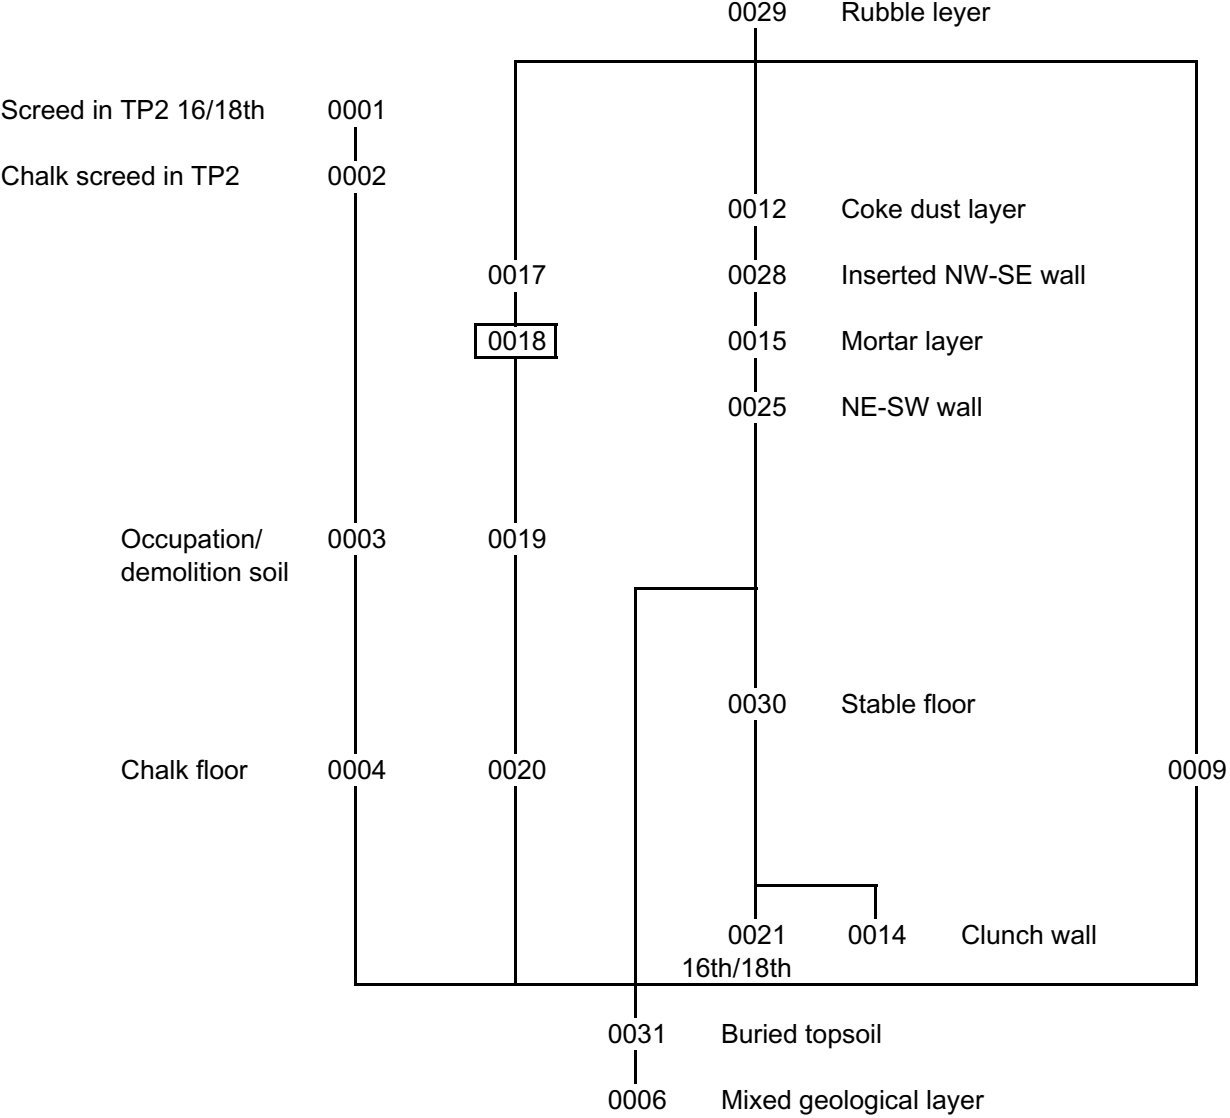 0029 Rubble leyer
Screed in TP2 16/18th 0001
Chalk screed in TP2 0002
0012 Coke dust layer
0017 0028 Inserted NW-SE wall
0018 0015 Mortar layer
0025 NE-SW wall
Occupation/ 0003 0019
demolition soil
0030 Stable floor
Chalk floor 0004 0020 0009
0021 0014 Clunch wall
16th/18th
0031 Buried topsoil
0006 Mixed geological layer